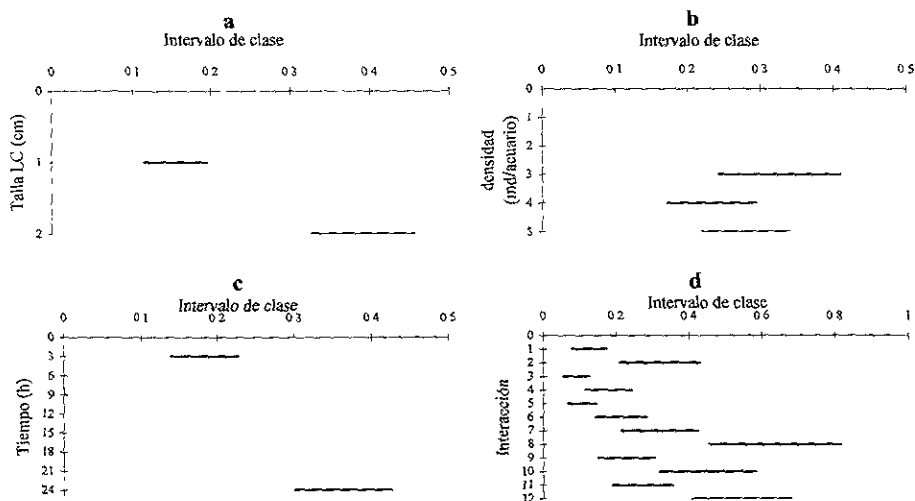 a
Intervalo de clase
0 01 02 03 04 05
0
1
2
Talla LC (cm)
b
Intervalo de clase
0 01 02 03 04 05
0
1
2
3
4
5
densidad
(ind/acuario)
c
Intervalo de clase
0 01 02 03 04 05
0
3
6
9
12
15
18
21
24
Tiempo (h)
d
Intervalo de clase
0 02 04 06 08 1
0
1
2
3
4
5
6
7
8
9
10
11
12
Interacción